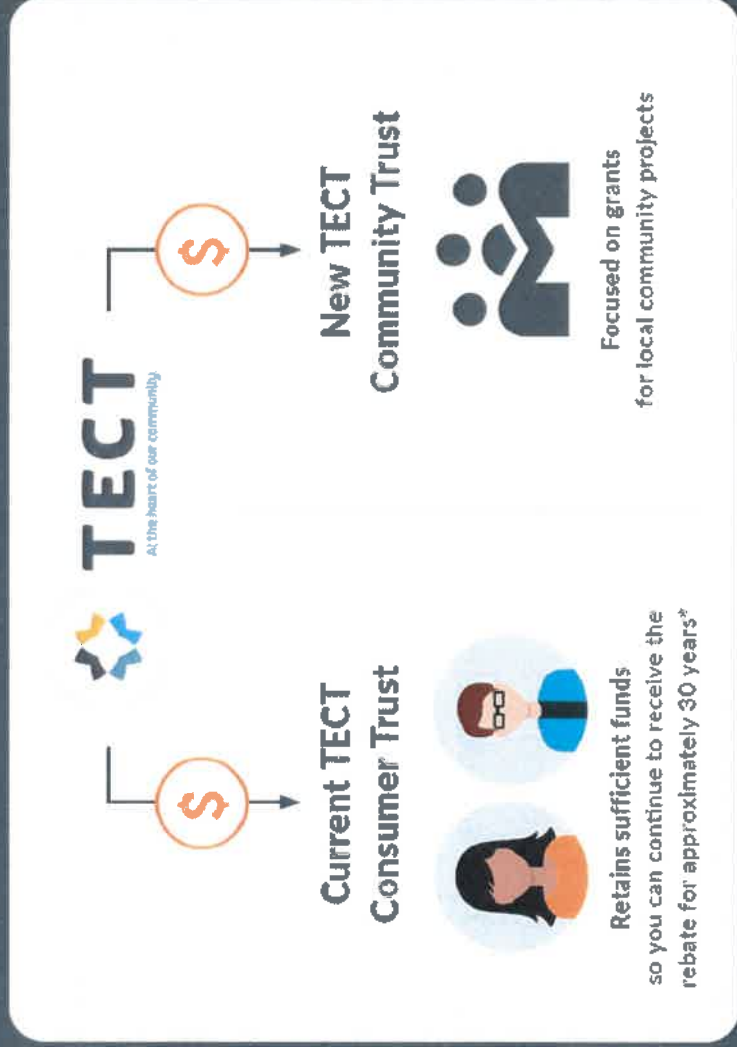 TECT
At the heart of our community.
$
$
Current TECT
Consumer Trust
Retains sufficient funds
so you can continue to receive the
rebate for approximately 30 years*
New TECT
Community Trust
Focused on grants
for local community projects